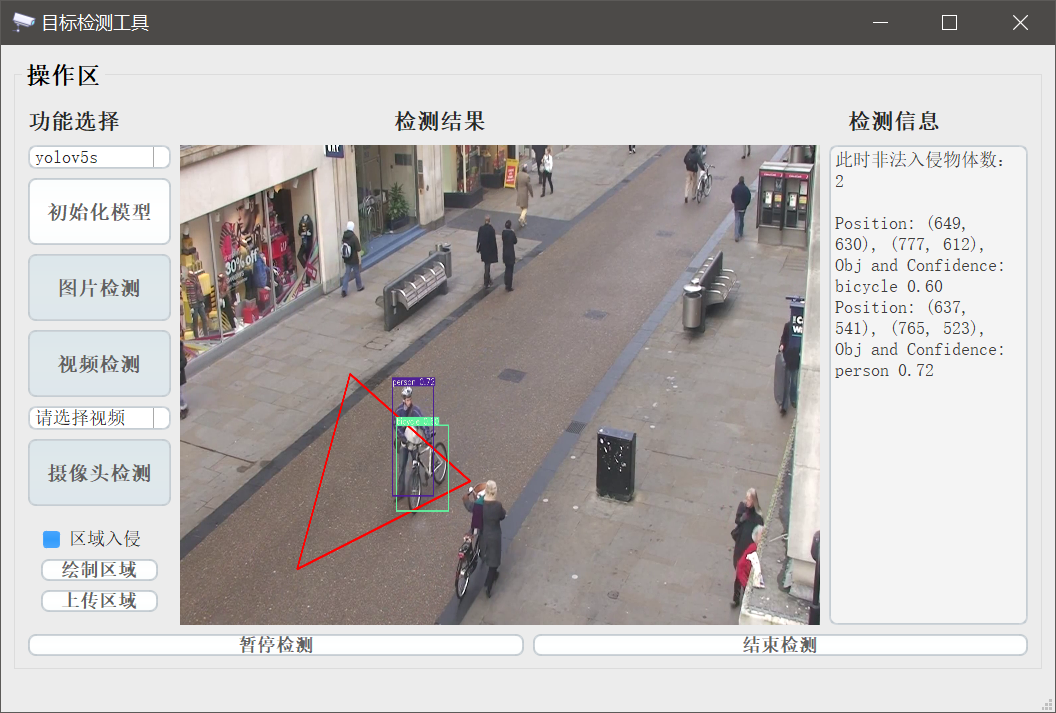 目标检测工具
操作区
功能选择
检测结果
检测信息
yolov5s
初始化模型
图片检测
视频检测
请选择视频
摄像头检测
区域入侵
绘制区域
上传区域
30% off
person 0.72
此时非法入侵物体数:
2
Position: (649,
630), (777, 612),
Obj and Confidence:
bicycle 0.60
Position: (637,
541), (765, 523),
Obj and Confidence:
person 0.72
暂停检测
结束检测